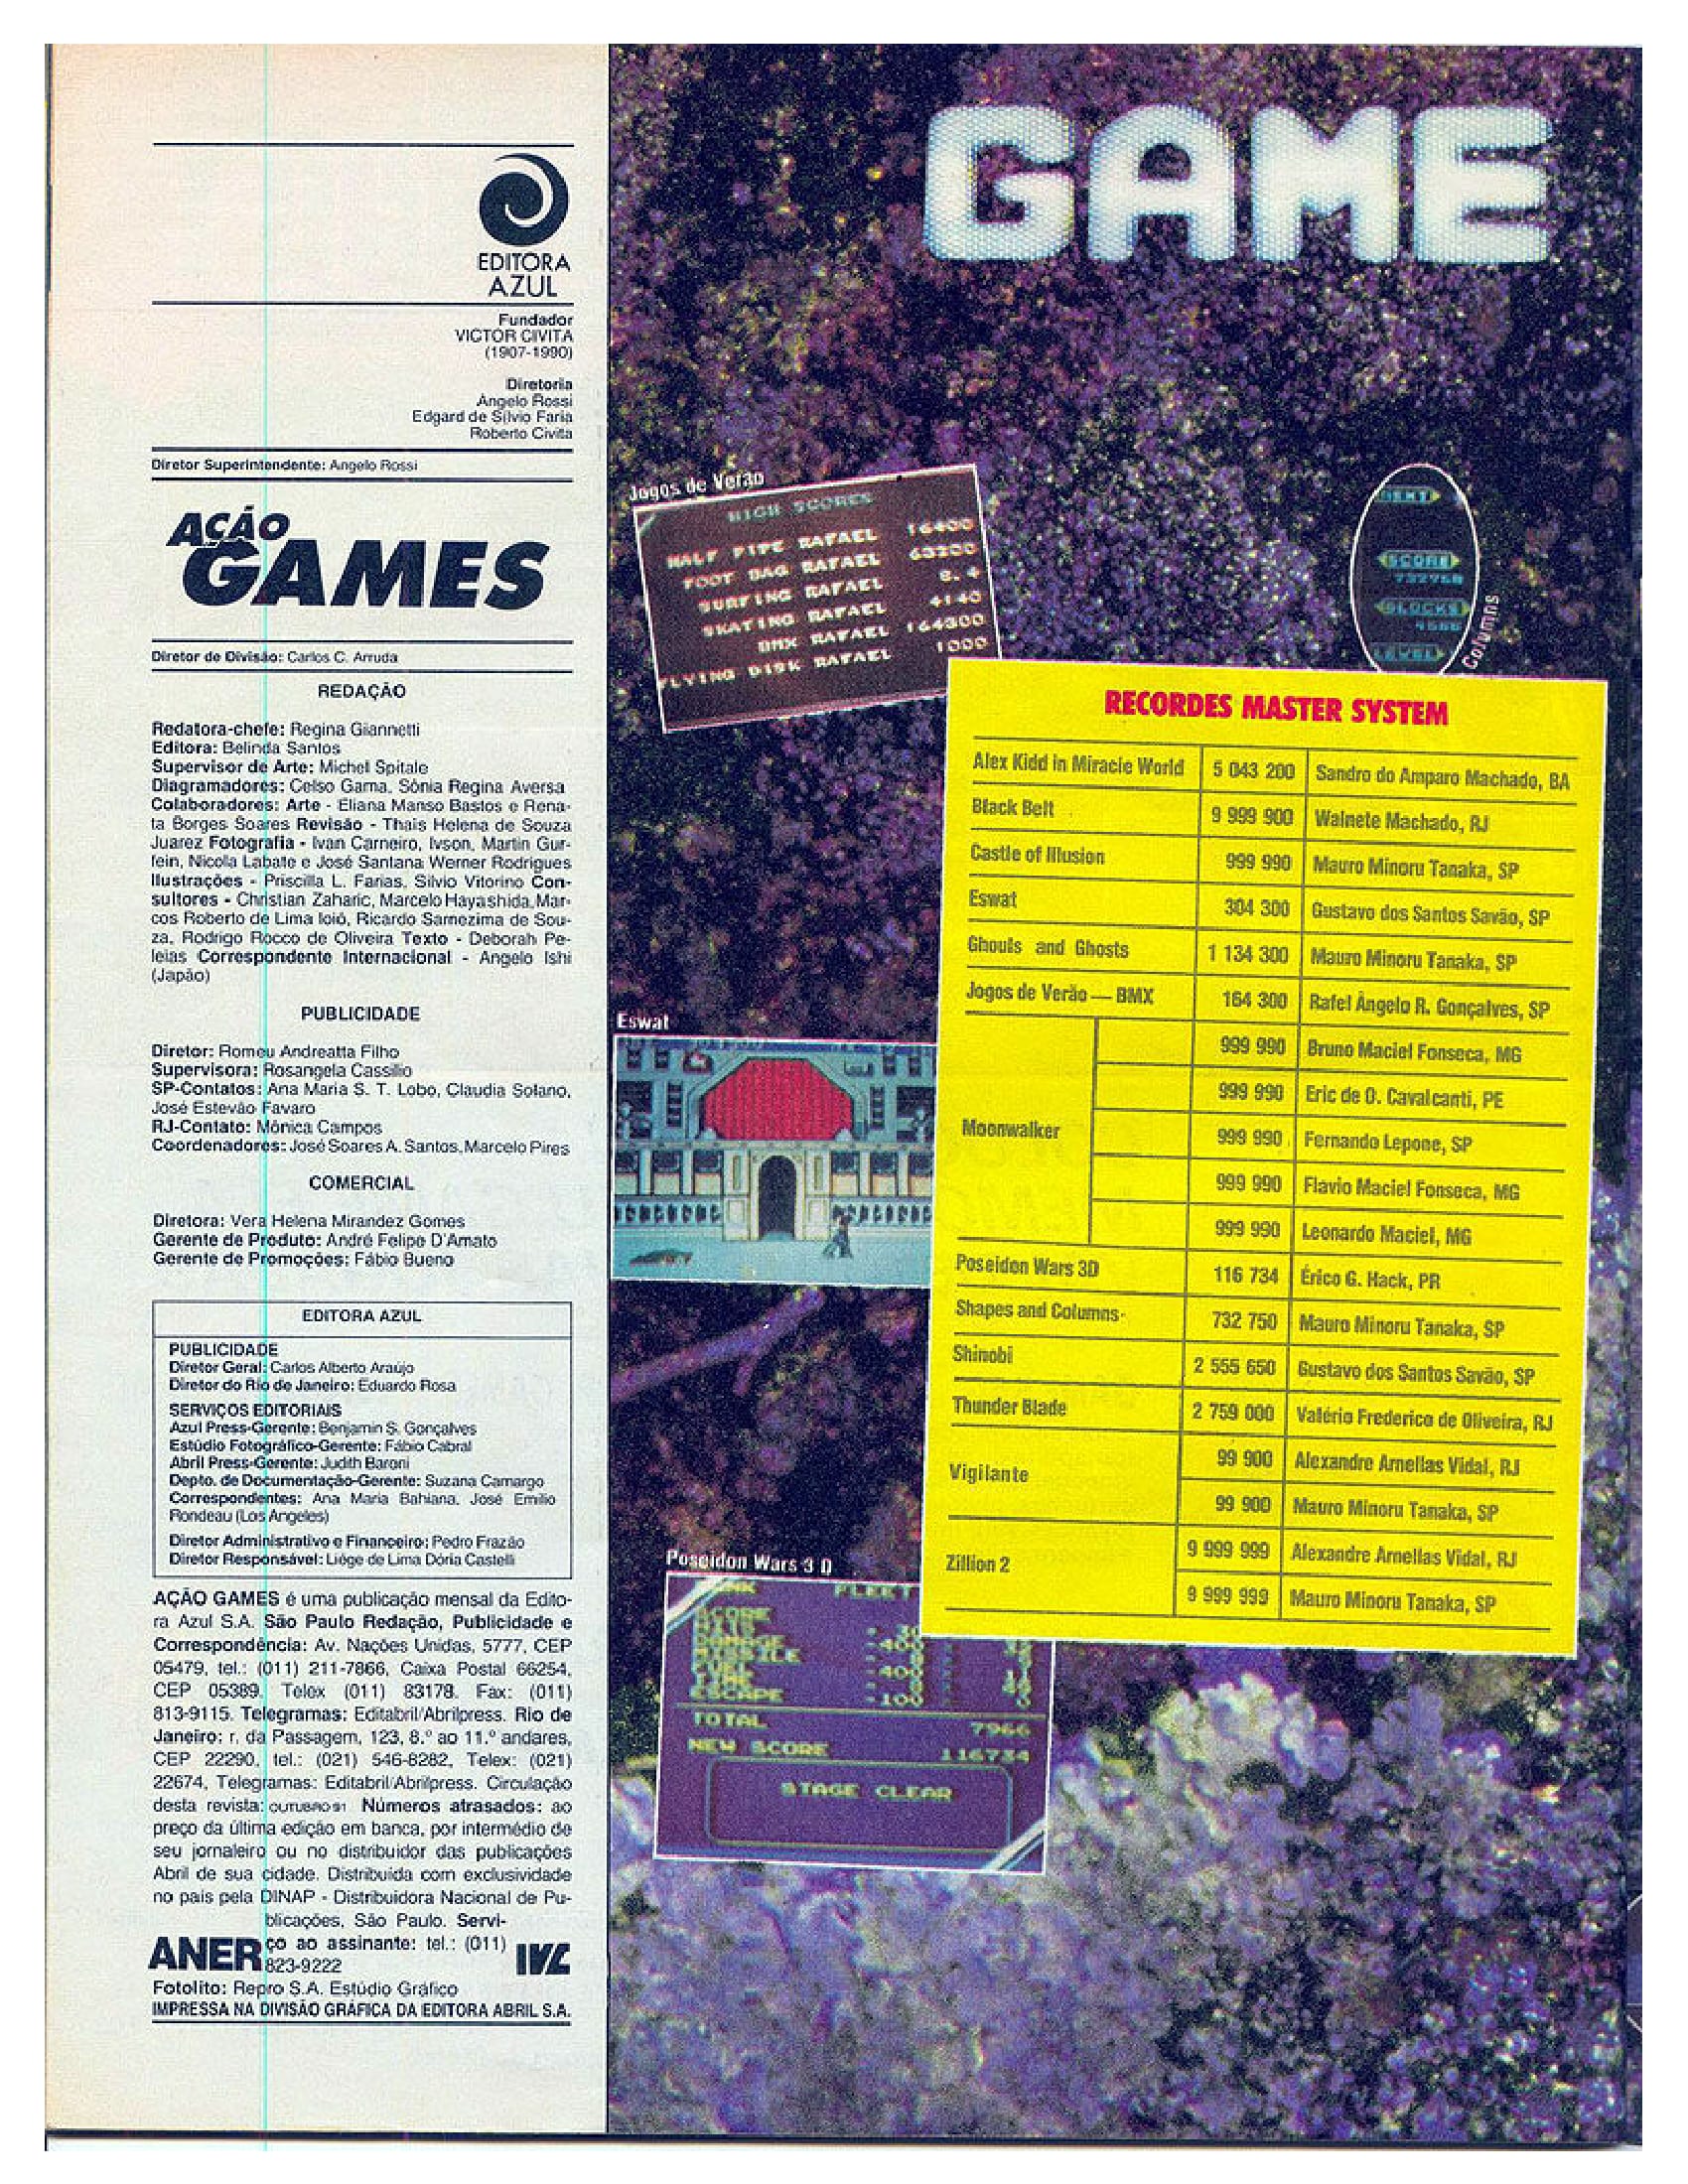 EDITORA
AZUL
Fundador
VICTOR CIVITA
(1907-1990)
Diretoria
Angelo Rossi
Edgard de Sílvio Faria
Roberto Civita
Diretor Superintendente: Angelo Rossi
AÇÃO
GAMES
Diretor de Divisão: Carlos C. Arruda
REDAÇÃO
Redatora-chefe: Regina Giannetti
Editora: Belinda Santos
Supervisor de Arte: Michel Spitale
Diagramadores: Celso Gama, Sônia Regina Aversa
Colaboradores: Arte - Eliana Manso Bastos e Rena-
ta Borges Soares Revisão - Thais Helena de Souza
Juarez Fotografia - Ivan Carneiro, Ivson, Martin Gur-
fein, Nicola Labate e José Santana Werner Rodrigues
Ilustrações - Priscilla L. Farias, Silvio Vitorino Con-
sultores - Christian Zaharic, Marcelo Hayashida, Mar-
cos Roberto de Lima Ioió, Ricardo Samezima de Sou-
za, Rodrigo Rocco de Oliveira Texto - Deborah Pe-
leias Correspondente Internacional - Angelo Ishi
(Japão)
PUBLICIDADE
Diretor: Romeu Andreatta Filho
Supervisora: Rosangela Cassilio
SP-Contatos: Ana Maria S. T. Lobo, Claudia Solano,
José Estevão Favaro
RJ-Contato: Mônica Campos
Coordenadores: José Soares A. Santos, Marcelo Pires
COMERCIAL
Diretora: Vera Helena Mirandez Gomes
Gerente de Produto: André Felipe D'Amato
Gerente de Promoções: Fábio Bueno
EDITORA AZUL
PUBLICIDADE
Diretor Geral: Carlos Alberto Araújo
Diretor do Rio de Janeiro: Eduardo Rosa
SERVIÇOS EDITORIAIS
Azul Press-Gerente: Benjamin S. Gonçalves
Estúdio Fotográfico-Gerente: Fábio Cabral
Abril Press-Gerente: Judith Baroni
Depto. de Documentação-Gerente: Suzana Camargo
Correspondentes: Ana Maria Bahiana, José Emilio
Rondeau (Los Angeles)
Diretor Administrativo e Financeiro: Pedro Frazão
Diretor Responsável: Liége de Lima Dória Castelli
AÇÃO GAMES é uma publicação mensal da Edito-
ra Azul S.A. São Paulo Redação, Publicidade e
Correspondência: Av. Nações Unidas, 5777, CEP
05479, tel.: (011) 211-7866, Caixa Postal 66254,
CEP 05389. Telex (011) 83178. Fax: (011)
813-9115. Telegramas: Editabril/Abrilpress. Rio de
Janeiro: r. da Passagem, 123, 8.º ao 11.º andares,
CEP 22290, tel.: (021) 546-8282, Telex: (021)
22674, Telegramas: Editabril/Abrilpress. Circulação
desta revista: OUTUBRO 91 Números atrasados: ao
preço da última edição em banca, por intermédio de
seu jornaleiro ou no distribuidor das publicações
Abril de sua cidade. Distribuída com exclusividade
no país pela DINAP - Distribuidora Nacional de Pu-
blicações, São Paulo. Servi-
ço ao assinante: tel.: (011)
823-9222
ANER
IVC
Fotolito: Repro S.A. Estúdio Gráfico
IMPRESSA NA DIVISÃO GRÁFICA DA EDITORA ABRIL S.A.
GAME
Jogos de Verão
HIGH SCORES
HALF PIPE RAFAEL 16400
FOOT BAG RAFAEL 63200
SURFING RAFAEL 8.4
SKATING RAFAEL 4140
BMX RAFAEL 164300
FLYING DISK RAFAEL 1000
NEXT
SCORE
732750
BLOCKS
LEVEL
Columns
RECORDES MASTER SYSTEM
Alex Kidd in Miracle World 5 043 200 Sandro do Amparo Machado, BA
Black Belt 9 999 900 Walnete Machado, RJ
Castle of Illusion 999 990 Mauro Minoru Tanaka, SP
Eswat 304 300 Gustavo dos Santos Savão, SP
Ghouls and Ghosts 1 134 300 Mauro Minoru Tanaka, SP
Jogos de Verão — BMX 164 300 Rafel Ângelo R. Gonçalves, SP
Moonwalker
999 990 Bruno Maciel Fonseca, MG
999 990 Eric de O. Cavalcanti, PE
999 990 Fernando Lepone, SP
999 990 Flavio Maciel Fonseca, MG
999 990 Leonardo Maciel, MG
Poseidon Wars 3D 116 734 Érico G. Hack, PR
Shapes and Columns 732 750 Mauro Minoru Tanaka, SP
Shinobi 2 555 650 Gustavo dos Santos Savão, SP
Thunder Blade 2 759 000 Valério Frederico de Oliveira, RJ
Vigilante
99 900 Alexandre Arnellas Vidal, RJ
99 900 Mauro Minoru Tanaka, SP
Zillion 2
9 999 999 Alexandre Arnellas Vidal, RJ
9 999 999 Mauro Minoru Tanaka, SP
Eswat
Poseidon Wars 3 D
FLEET
SCORE
DAMAGE
MISSILE
ESCAPE
TOTAL 7966
NEW SCORE 116734
STAGE CLEAR